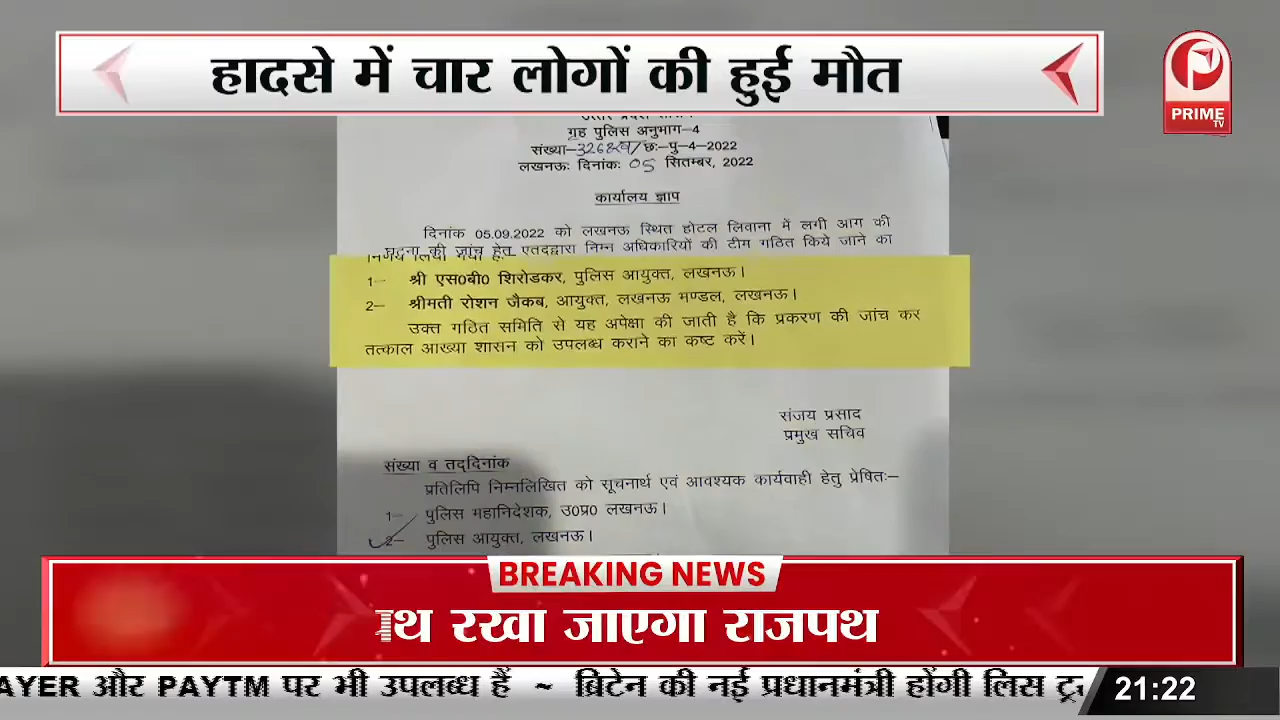 हादसे में चार लोगों की हुई मौत
PRIME
TV
गृह पुलिस अनुभाग–4
/छः–पु–4–2022
लखनऊः दिनांकः 05 सितम्बर, 2022
कार्यालय ज्ञाप
दिनांक 05.09.2022 को लखनऊ स्थित होटल लिवाना में लगी आग की
घटना की जांच हेतु एतदद्वारा निम्न अधिकारियों की टीम गठित किये जाने का
1– श्री एस0बी0 शिरोडकर, पुलिस आयुक्त, लखनऊ।
2– श्रीमती रोशन जैकब, आयुक्त, लखनऊ मण्डल, लखनऊ।
उक्त गठित समिति से यह अपेक्षा की जाती है कि प्रकरण की जांच कर
तत्काल आख्या शासन को उपलब्ध कराने का कष्ट करें।
संजय प्रसाद
प्रमुख सचिव
संख्या व तद्दिनांक
प्रतिलिपि निम्नलिखित को सूचनार्थ एवं आवश्यक कार्यवाही हेतु प्रेषितः–
1– पुलिस महानिदेशक, उ0प्र0 लखनऊ।
2– पुलिस आयुक्त, लखनऊ।
BREAKING NEWS
रखा जाएगा राजपथ
AYER और PAYTM पर भी उपलब्ध हैं ~ ब्रिटेन की नई प्रधानमंत्री होंगी लिस
21:22